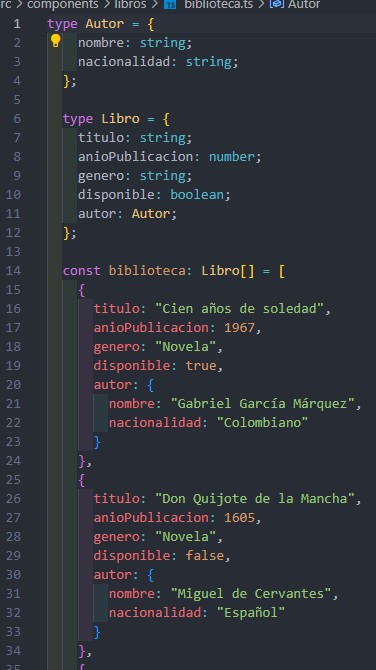 rc > components > libros > TS biblioteca.ts > Autor
1 type Autor = {
2 nombre: string;
3 nacionalidad: string;
4 };
5
6 type Libro = {
7 titulo: string;
8 anioPublicacion: number;
9 genero: string;
10 disponible: boolean;
11 autor: Autor;
12 };
13
14 const biblioteca: Libro[] = [
15 {
16 titulo: "Cien años de soledad",
17 anioPublicacion: 1967,
18 genero: "Novela",
19 disponible: true,
20 autor: {
21 nombre: "Gabriel García Márquez",
22 nacionalidad: "Colombiano"
23 }
24 },
25 {
26 titulo: "Don Quijote de la Mancha",
27 anioPublicacion: 1605,
28 genero: "Novela",
29 disponible: false,
30 autor: {
31 nombre: "Miguel de Cervantes",
32 nacionalidad: "Español"
33 }
34 },
35 {